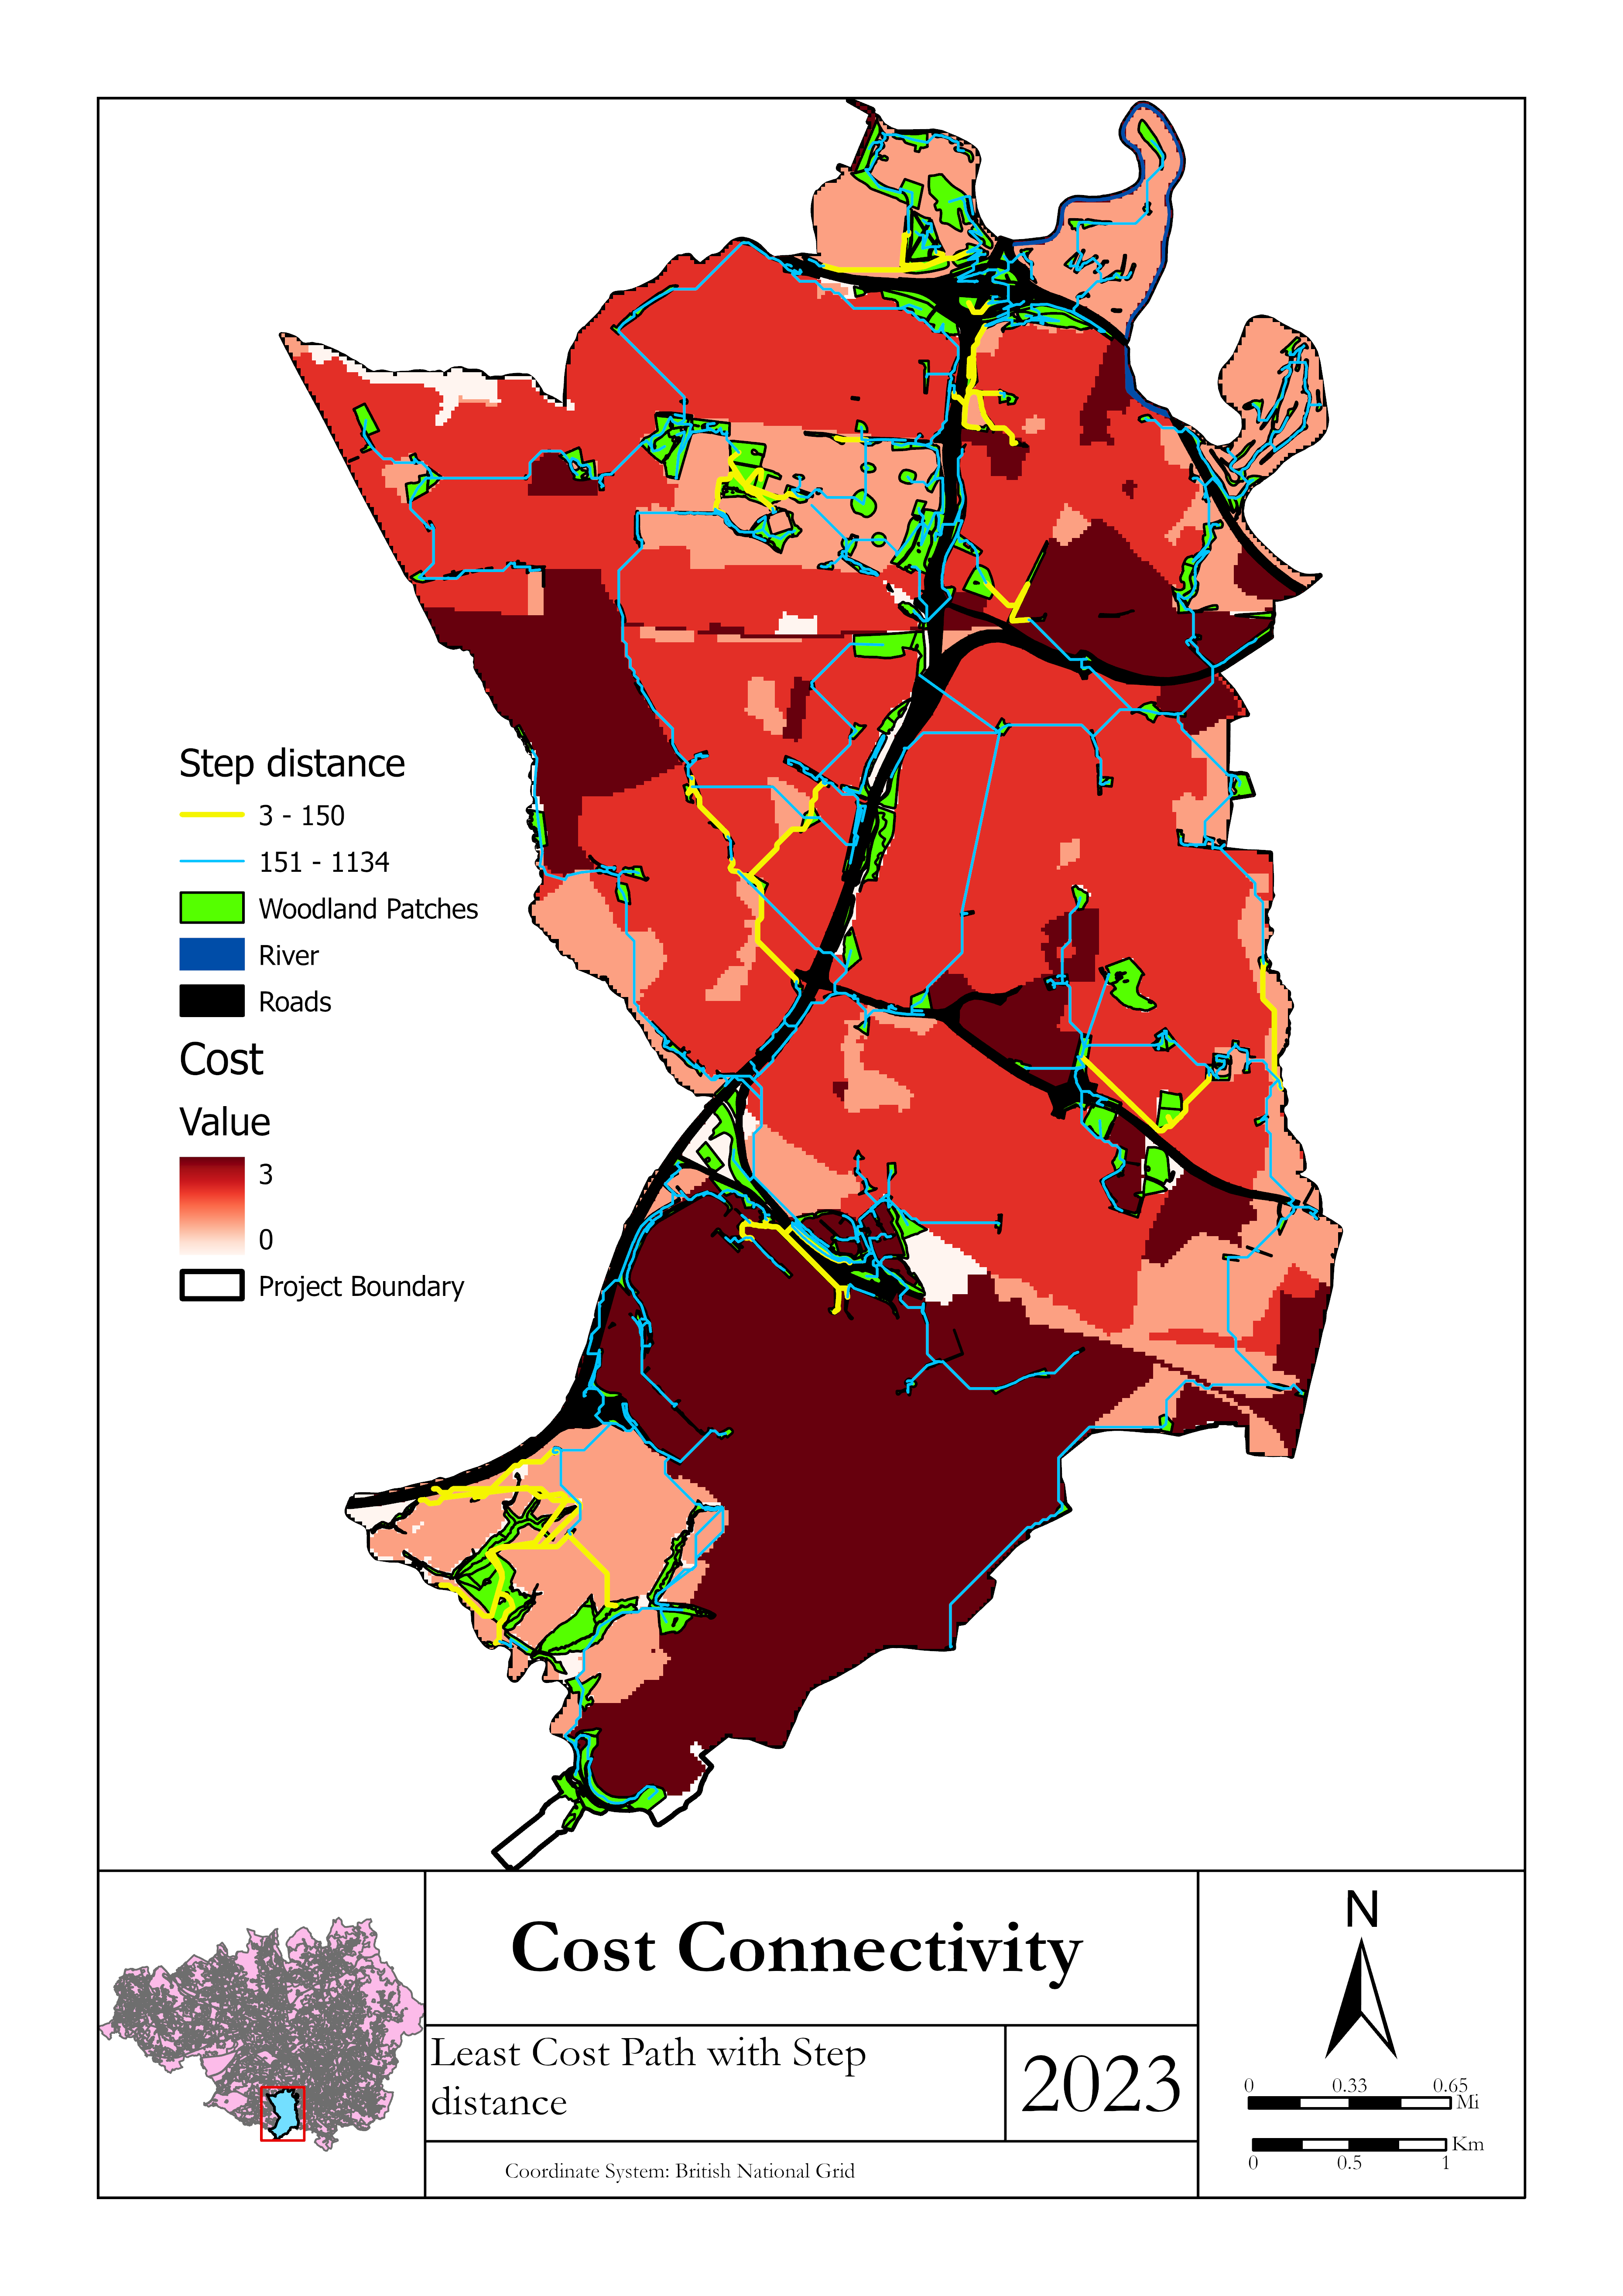 Step distance
3 - 150
151 - 1134
Woodland Patches
River
Roads
Cost
Value
3
0
Project Boundary
Cost Connectivity
Least Cost Path with Step
distance
2023
Coordinate System: British National Grid
N
0 0.33 0.65
Mi
Km
0 0.5 1